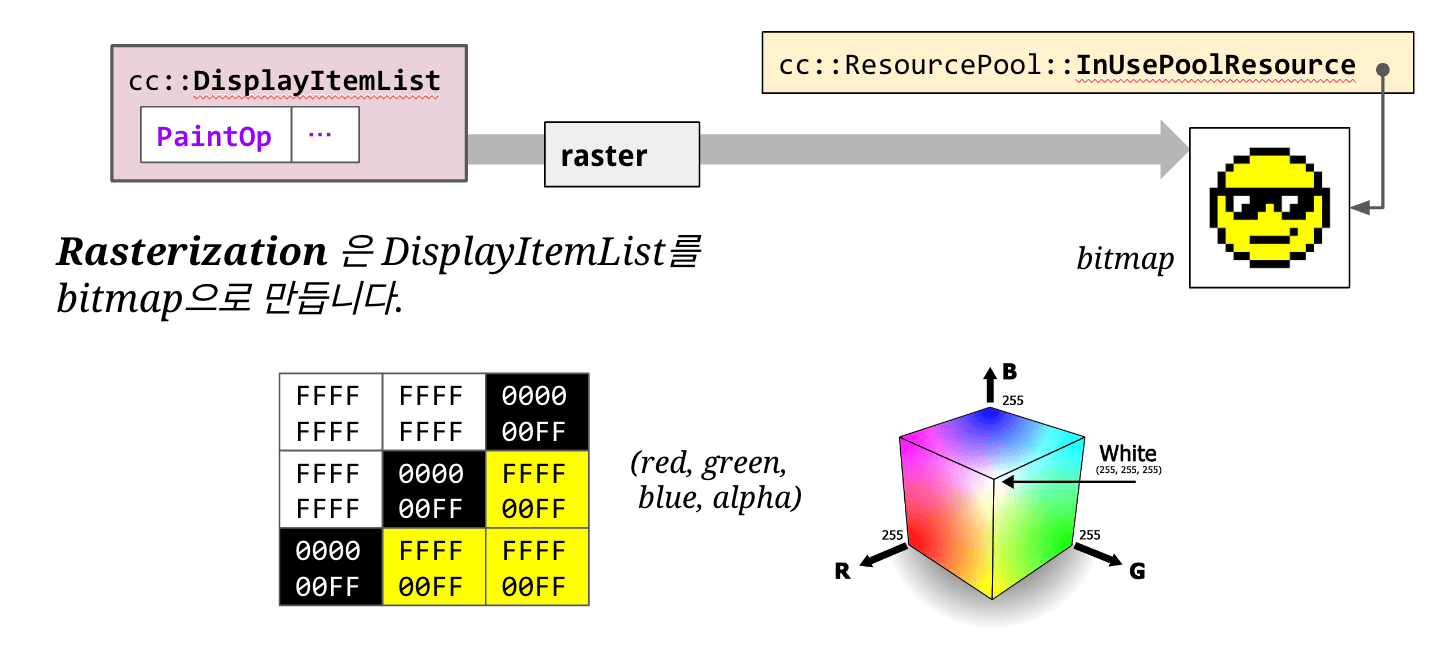 cc::DisplayItemList
PaintOp ...
raster
cc::ResourcePool::InUsePoolResource
bitmap
Rasterization 은 DisplayItemList를
bitmap으로 만듭니다.
FFFF FFFF 0000
FFFF FFFF 00FF
FFFF 0000 FFFF
FFFF 00FF 00FF
0000 FFFF FFFF
00FF 00FF 00FF
(red, green,
blue, alpha)
B
255
White
(255, 255, 255)
255
255
R
G